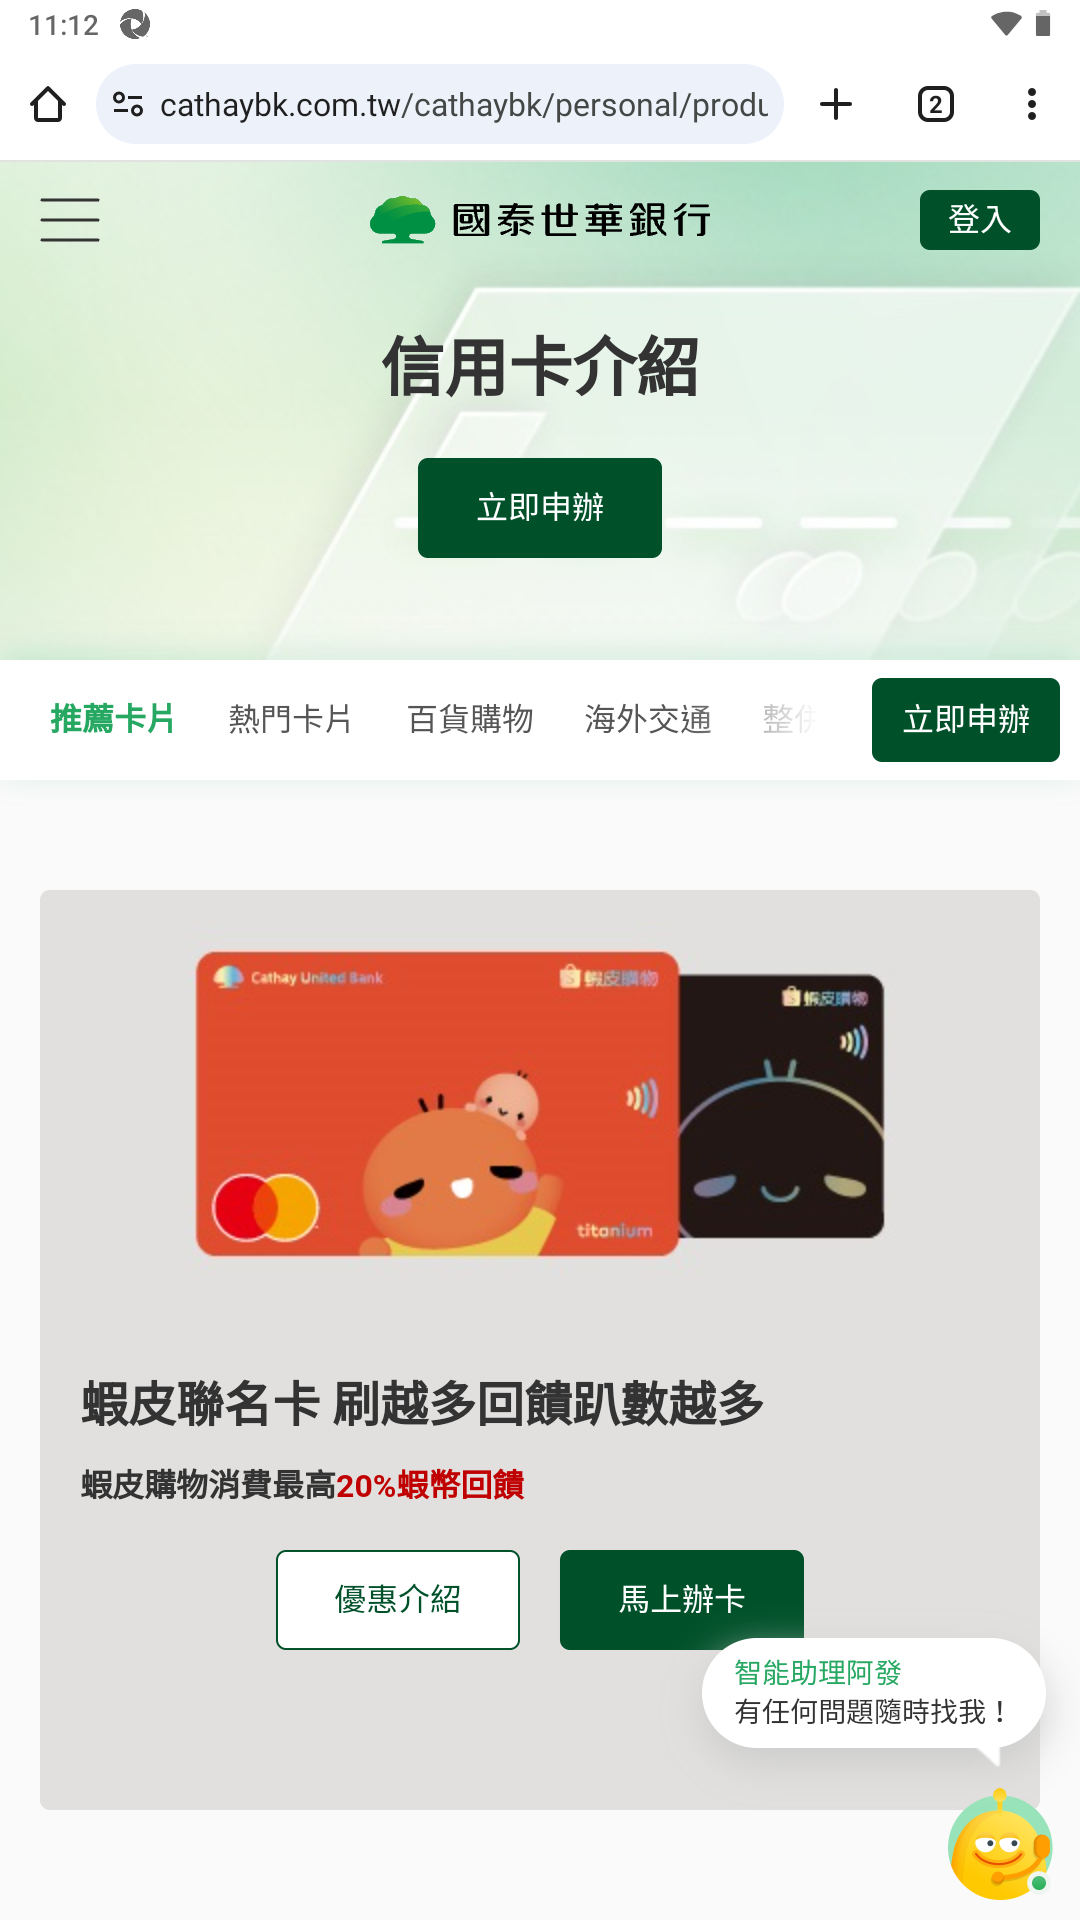 11:12
cathaybk.com.tw/cathaybk/personal/produ
2
國泰世華銀行
登入
信用卡介紹
立即申辦
推薦卡片
熱門卡片
百貨購物
海外交通
整併
立即申辦
Cathay United Bank
蝦皮購物
titanium
蝦皮購物
蝦皮聯名卡 刷越多回饋趴數越多
蝦皮購物消費最高20%蝦幣回饋
優惠介紹
馬上辦卡
智能助理阿發
有任何問題隨時找我！